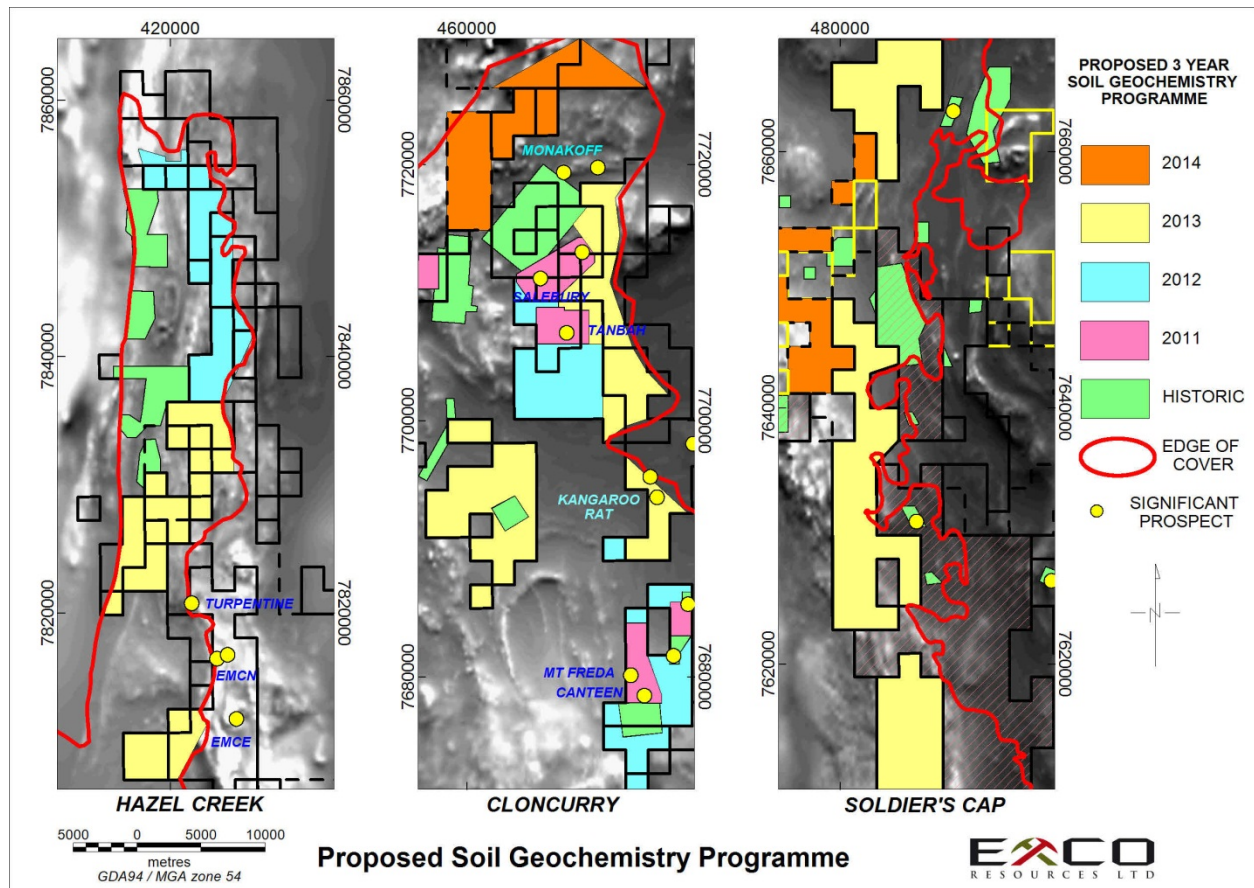 420000
460000
480000
7860000
7840000
7820000
7860000
7840000
7820000
TURPENTINE
EMCN
EMCE
HAZEL CREEK
7720000
7700000
7680000
7720000
7700000
7680000
MONAKOFF
SALEBURY
TANBAH
KANGAROO
RAT
MT FREDA
CANTEEN
CLONCURRY
7660000
7640000
7620000
7660000
7640000
7620000
SOLDIER'S CAP
PROPOSED 3 YEAR
SOIL GEOCHEMISTRY
PROGRAMME
2014
2013
2012
2011
HISTORIC
EDGE OF
COVER
SIGNIFICANT
PROSPECT
N
5000 0 5000 10000
metres
GDA94 / MGA zone 54
Proposed Soil Geochemistry Programme
EXCO
RESOURCES LTD